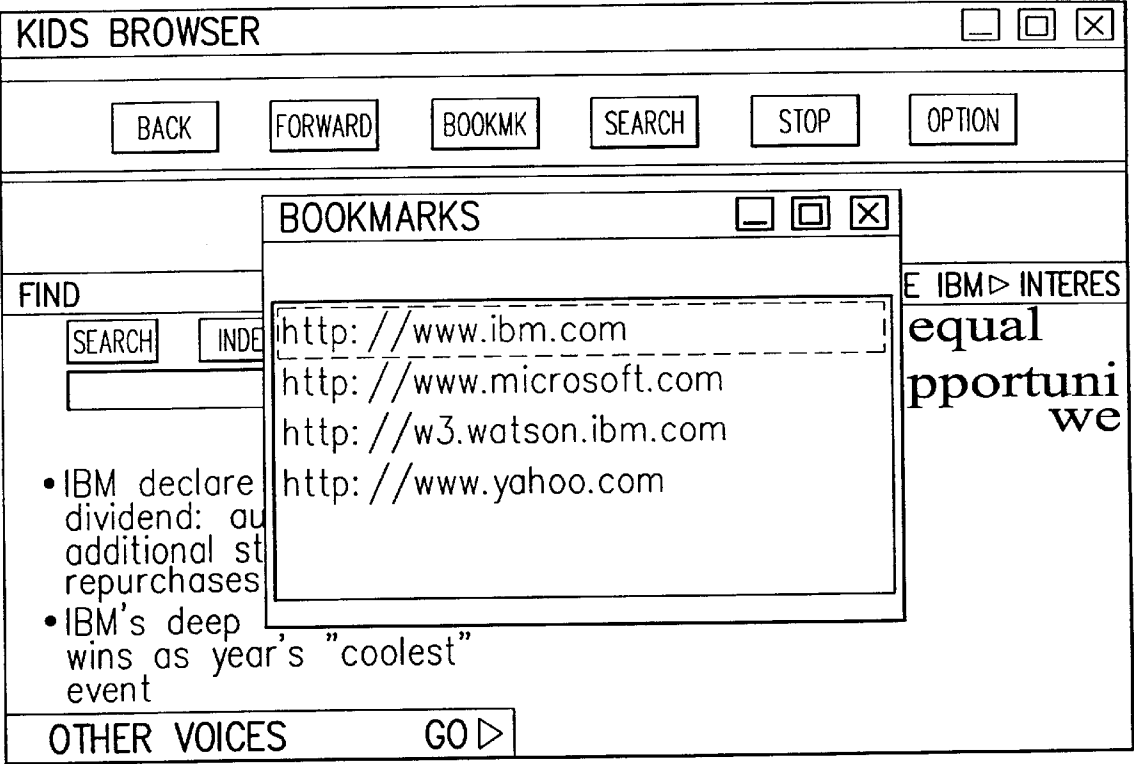 KIDS BROWSER
BACK FORWARD BOOKMK SEARCH STOP OPTION
BOOKMARKS
http://www.ibm.com
http://www.microsoft.com
http://w3.watson.ibm.com
http://www.yahoo.com
FIND
SEARCH INDE
E IBM▷ INTERES
equal
pportuni
we
•IBM declare
dividend: au
additional st
repurchases
•IBM's deep
wins as year's "coolest"
event
OTHER VOICES GO▷